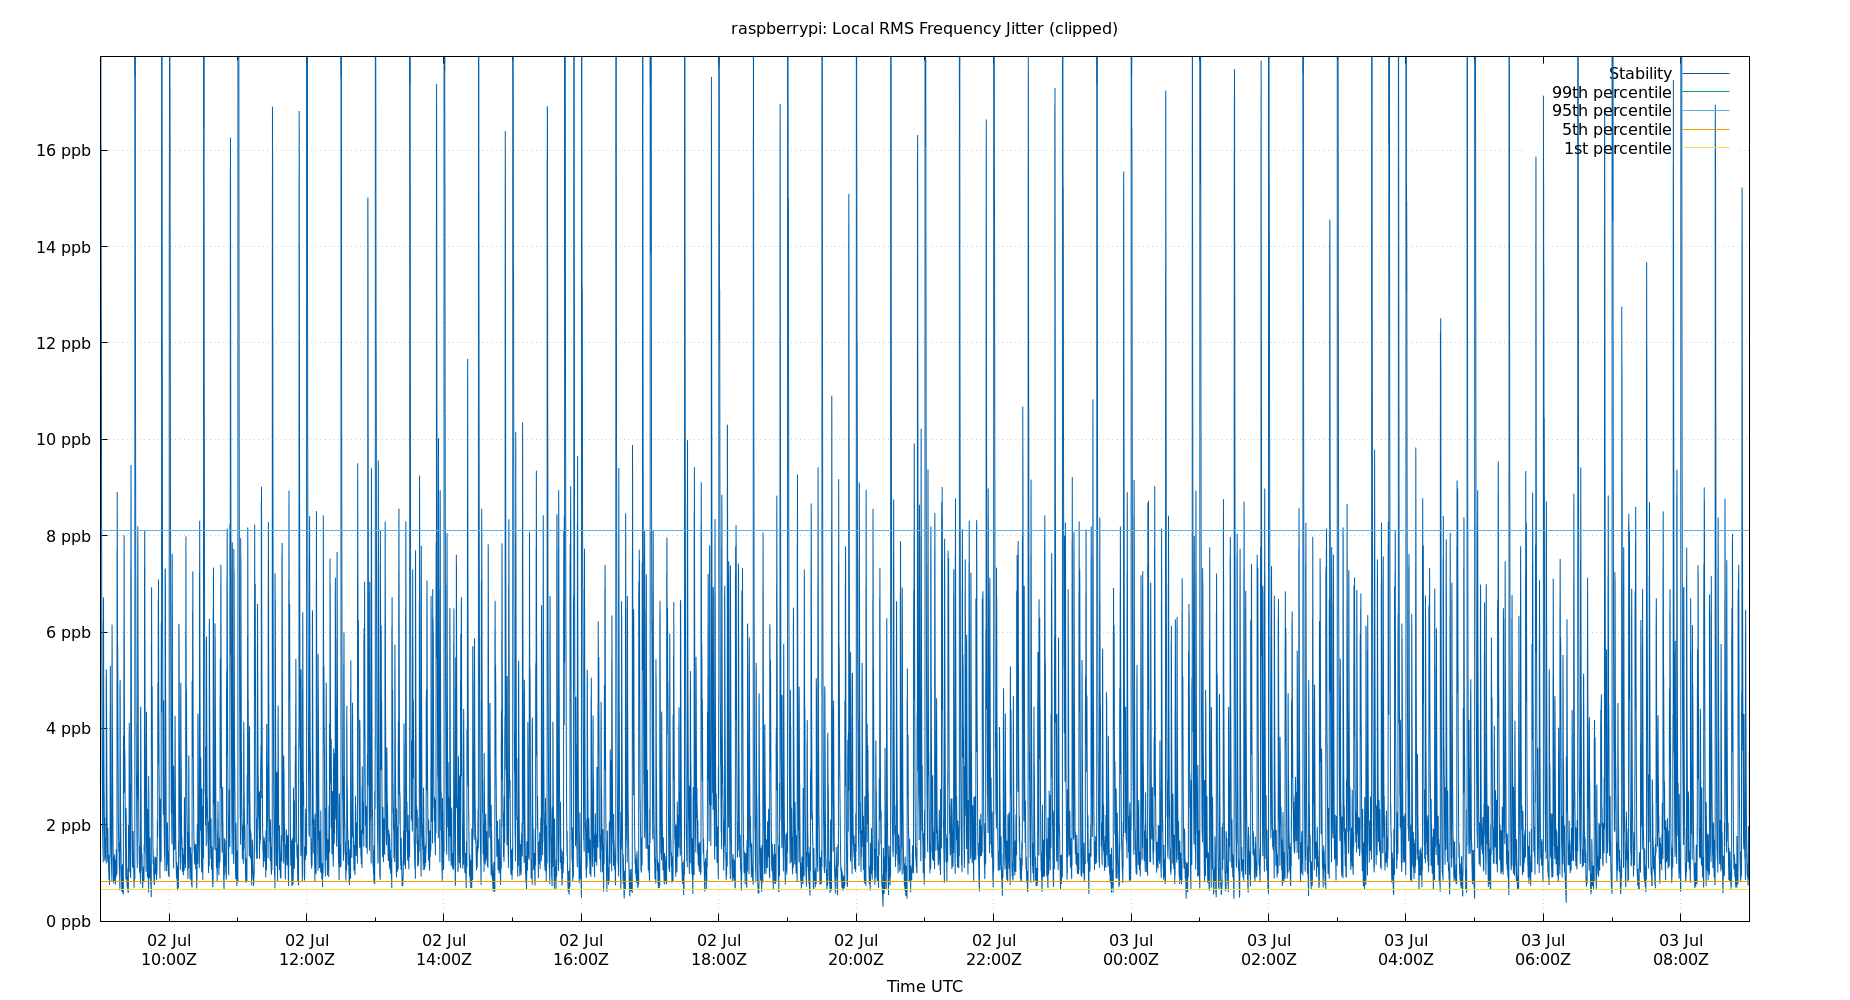 raspberrypi: Local RMS Frequency Jitter (clipped)
Stability
99th percentile
95th percentile
5th percentile
1st percentile
16 ppb
14 ppb
12 ppb
10 ppb
8 ppb
6 ppb
4 ppb
2 ppb
0 ppb
02 Jul 02 Jul 02 Jul 02 Jul 02 Jul 02 Jul 02 Jul 03 Jul 03 Jul 03 Jul 03 Jul 03 Jul
10:00Z 12:00Z 14:00Z 16:00Z 18:00Z 20:00Z 22:00Z 00:00Z 02:00Z 04:00Z 06:00Z 08:00Z
Time UTC